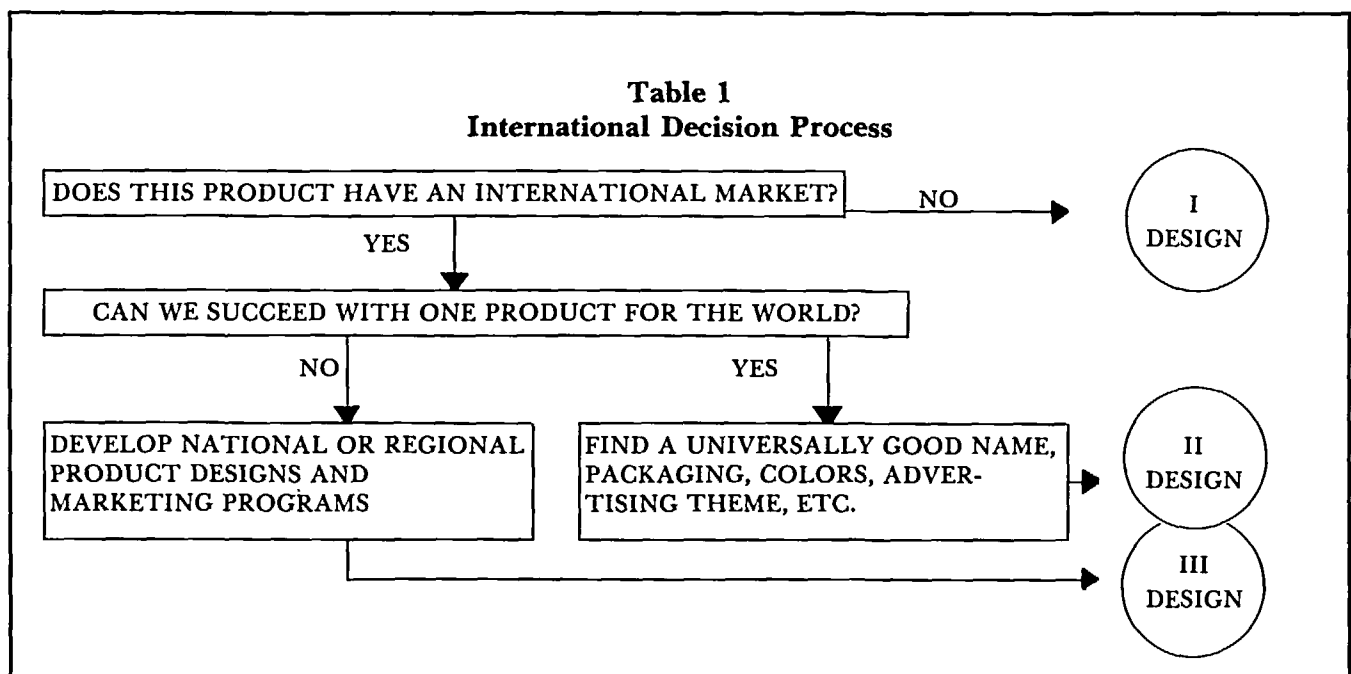 Table 1
International Decision Process
DOES THIS PRODUCT HAVE AN INTERNATIONAL MARKET?
NO
I
DESIGN
YES
CAN WE SUCCEED WITH ONE PRODUCT FOR THE WORLD?
NO
YES
DEVELOP NATIONAL OR REGIONAL
PRODUCT DESIGNS AND
MARKETING PROGRAMS
FIND A UNIVERSALLY GOOD NAME,
PACKAGING, COLORS, ADVER-
TISING THEME, ETC.
II
DESIGN
III
DESIGN